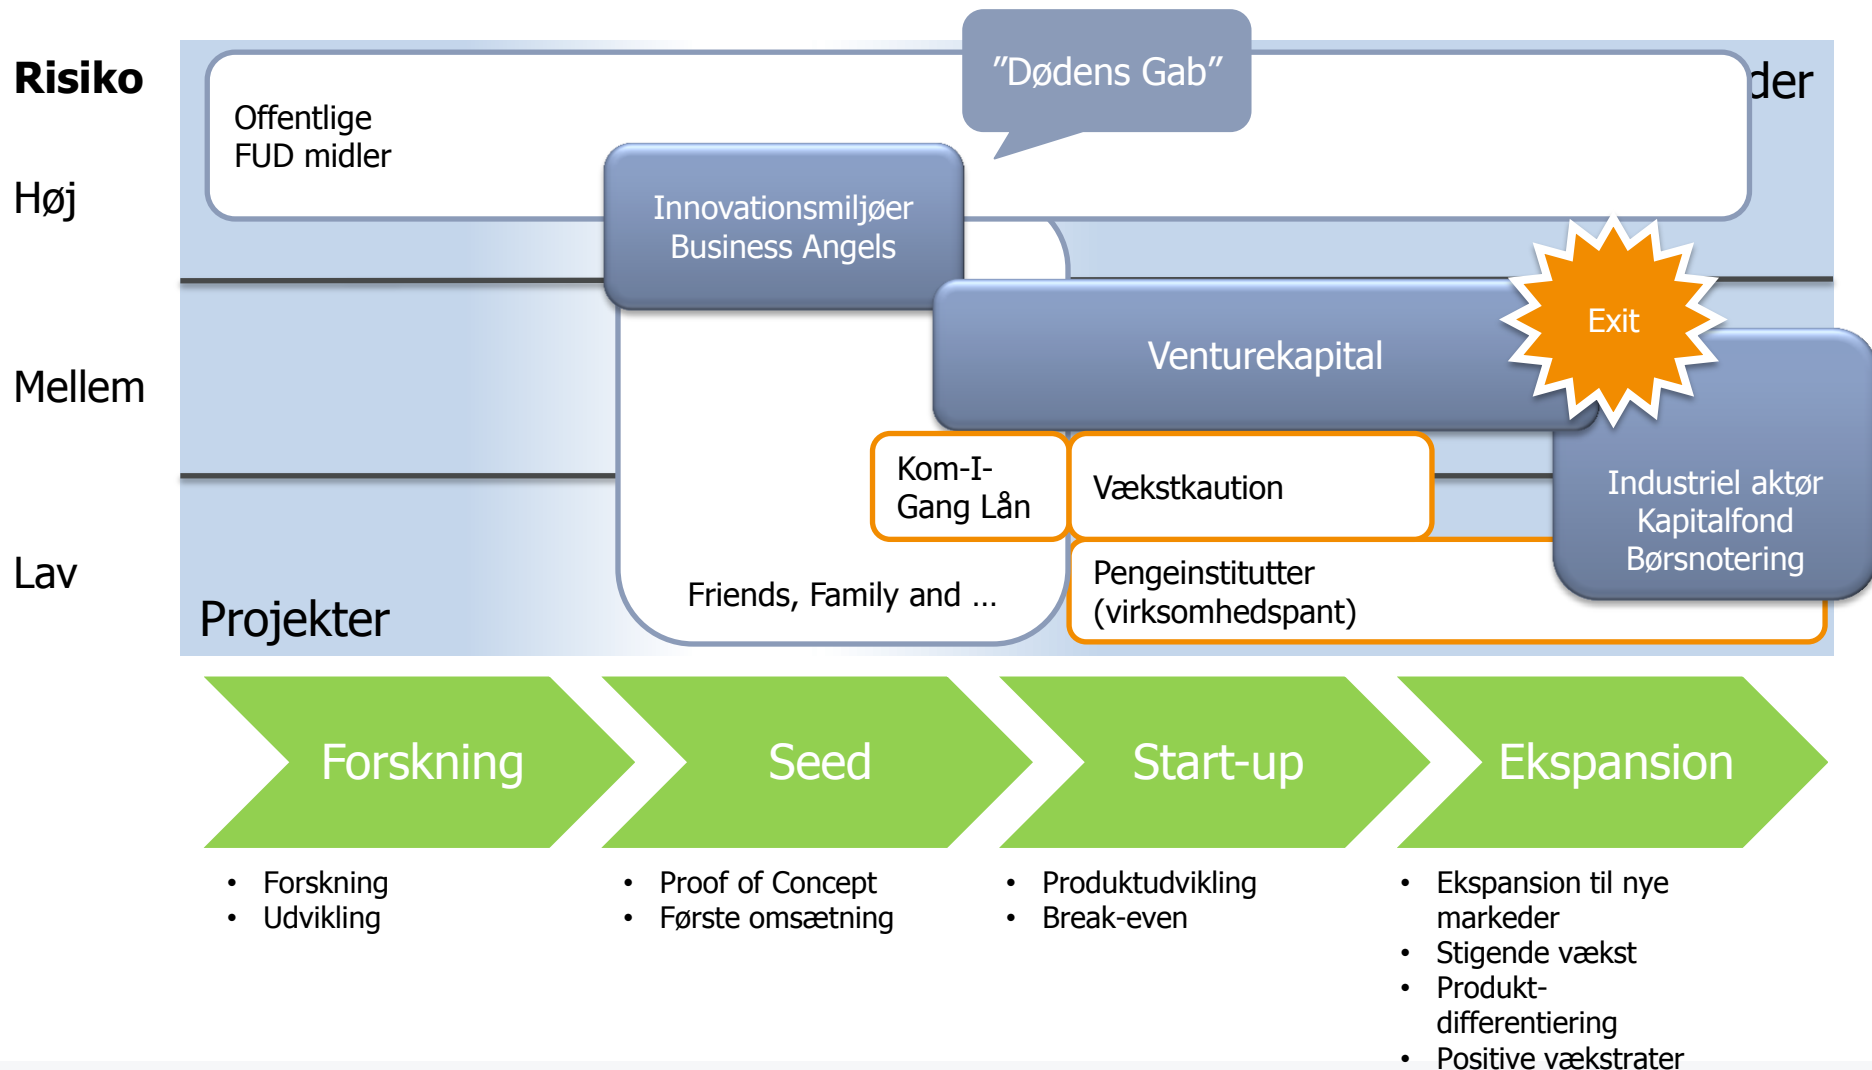 Risiko
Høj
Mellem
Lav
Offentlige
FUD midler
”Dødens Gab”
der
Innovationsmiljøer
Business Angels
Venturekapital
Exit
Kom-I-
Gang Lån
Vækstkaution
Industriel aktør
Kapitalfond
Børsnotering
Friends, Family and …
Pengeinstitutter
(virksomhedspant)
Projekter
Forskning
Seed
Start-up
Ekspansion
• Forskning
• Udvikling
• Proof of Concept
• Første omsætning
• Produktudvikling
• Break-even
• Ekspansion til nye
markeder
• Stigende vækst
• Produkt-
differentiering
• Positive vækstrater